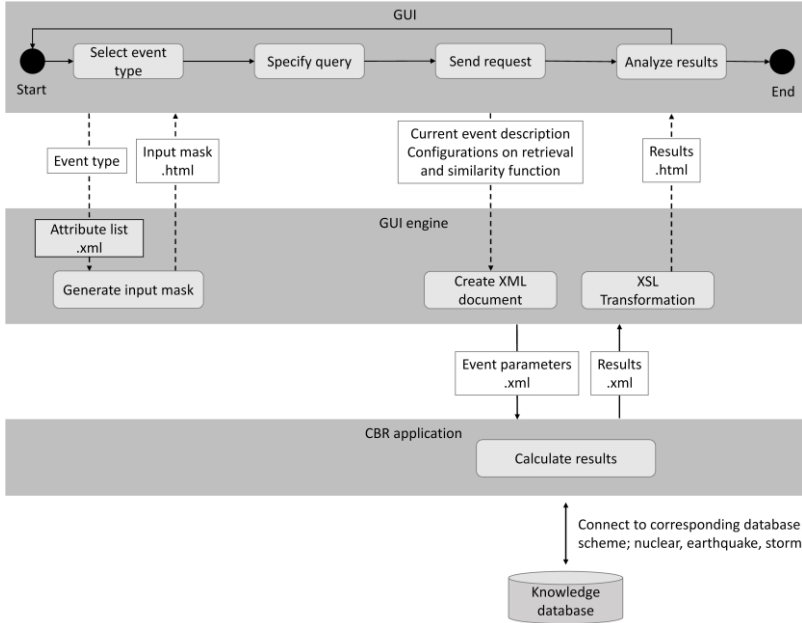 GUI
Select event
type
Specify query
Send request
Analyze results
Start
End
Event type
Input mask
.html
Current event description
Configurations on retrieval
and similarity function
Results
.html
GUI engine
Attribute list
.xml
Generate input mask
Create XML
document
XSL
Transformation
Event parameters
.xml
Results
.xml
CBR application
Calculate results
Connect to corresponding database
scheme; nuclear, earthquake, storm
Knowledge
database